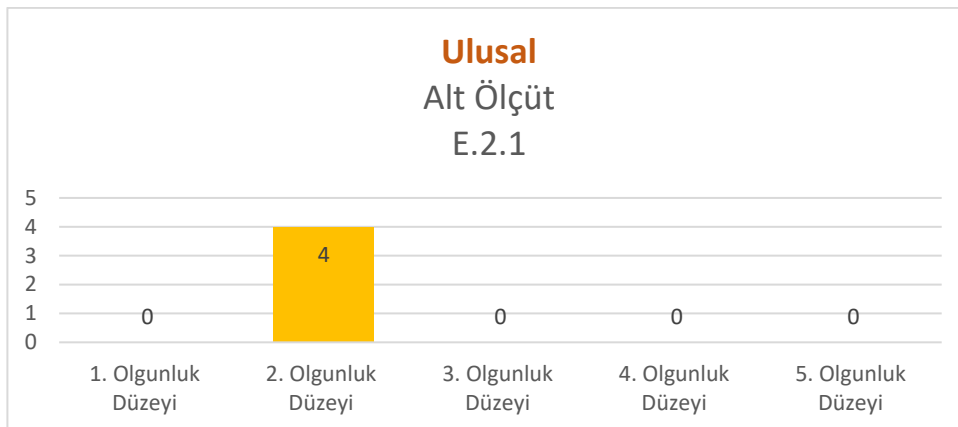 Ulusal
Alt Ölçüt
E.2.1
5
4
3
2
1
0
0
4
0
0
0
1. Olgunluk
Düzeyi
2. Olgunluk
Düzeyi
3. Olgunluk
Düzeyi
4. Olgunluk
Düzeyi
5. Olgunluk
Düzeyi